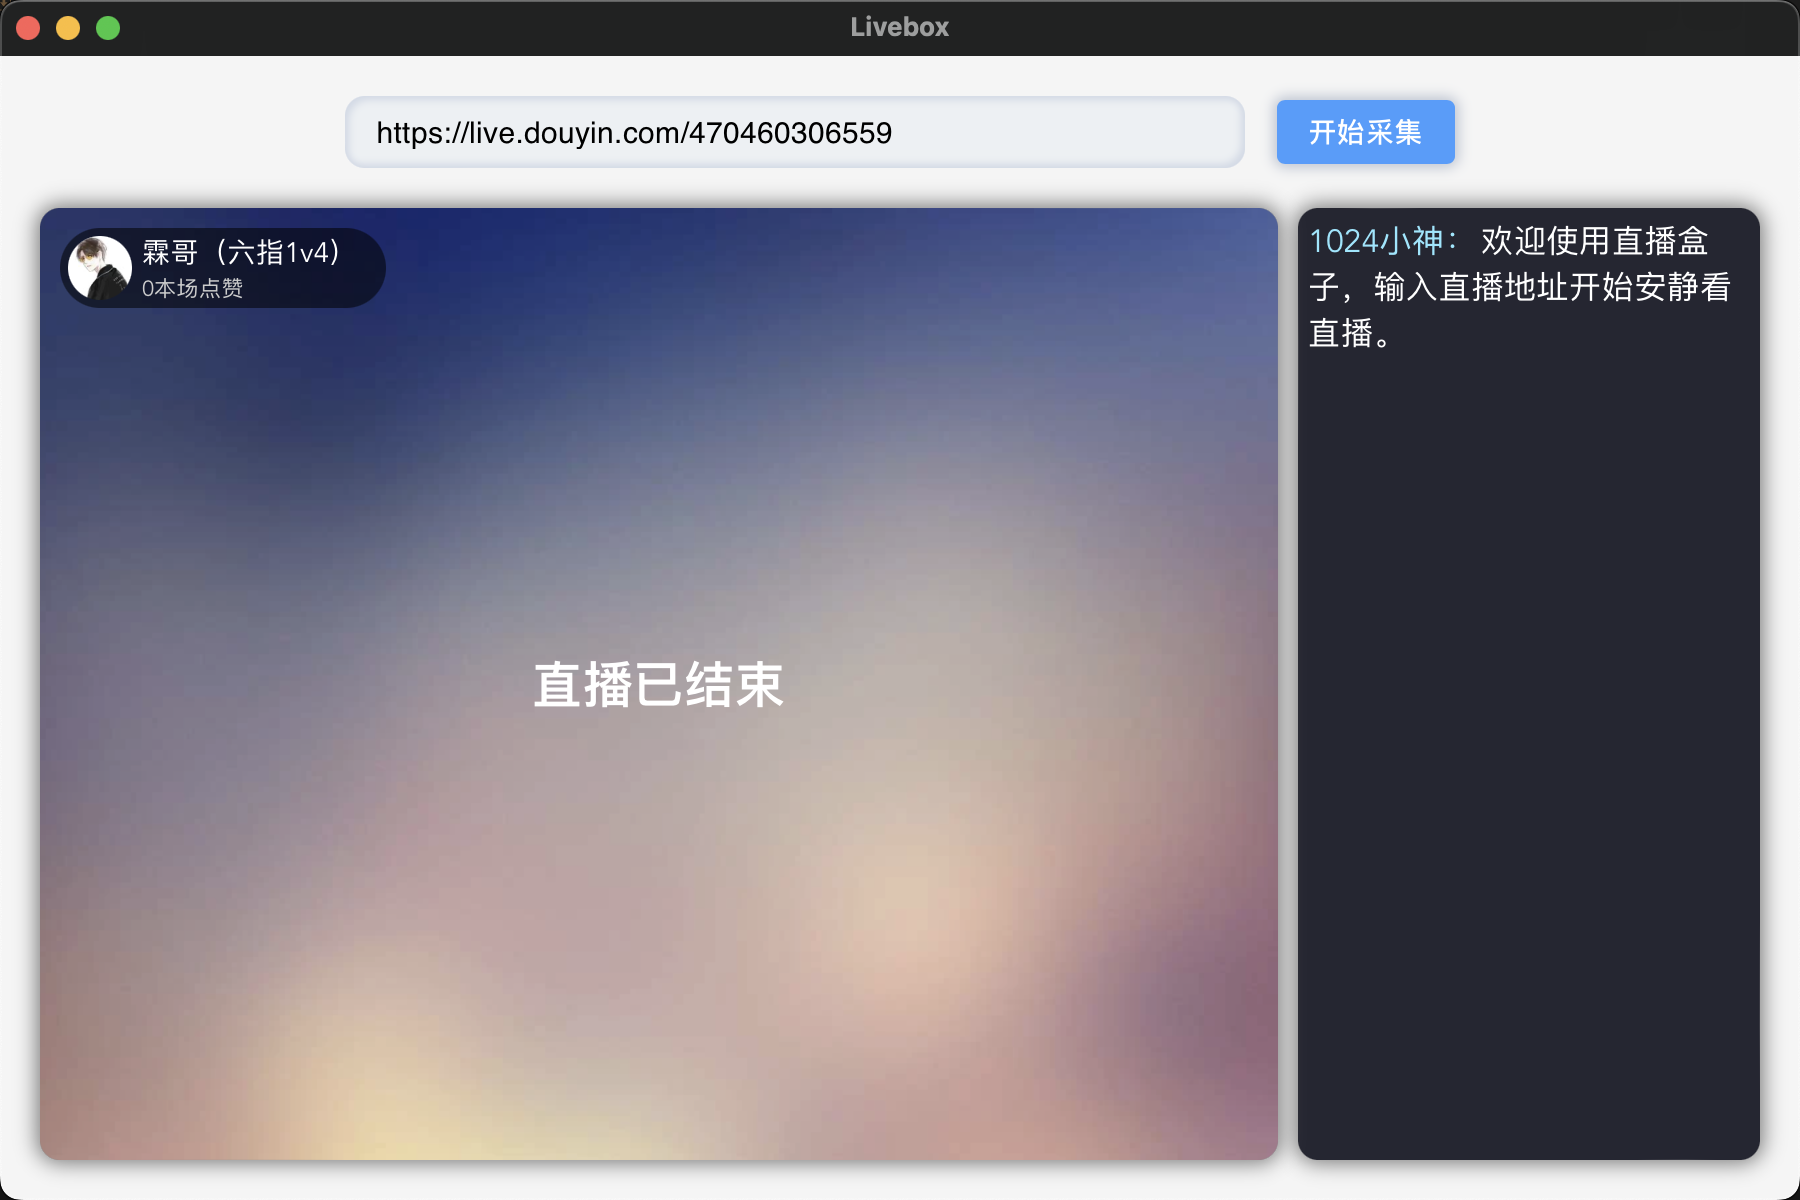 Livebox
https://live.douyin.com/470460306559
开始采集
霖哥（六指1v4）
0本场点赞
直播已结束
1024小神： 欢迎使用直播盒
子，输入直播地址开始安静看
直播。